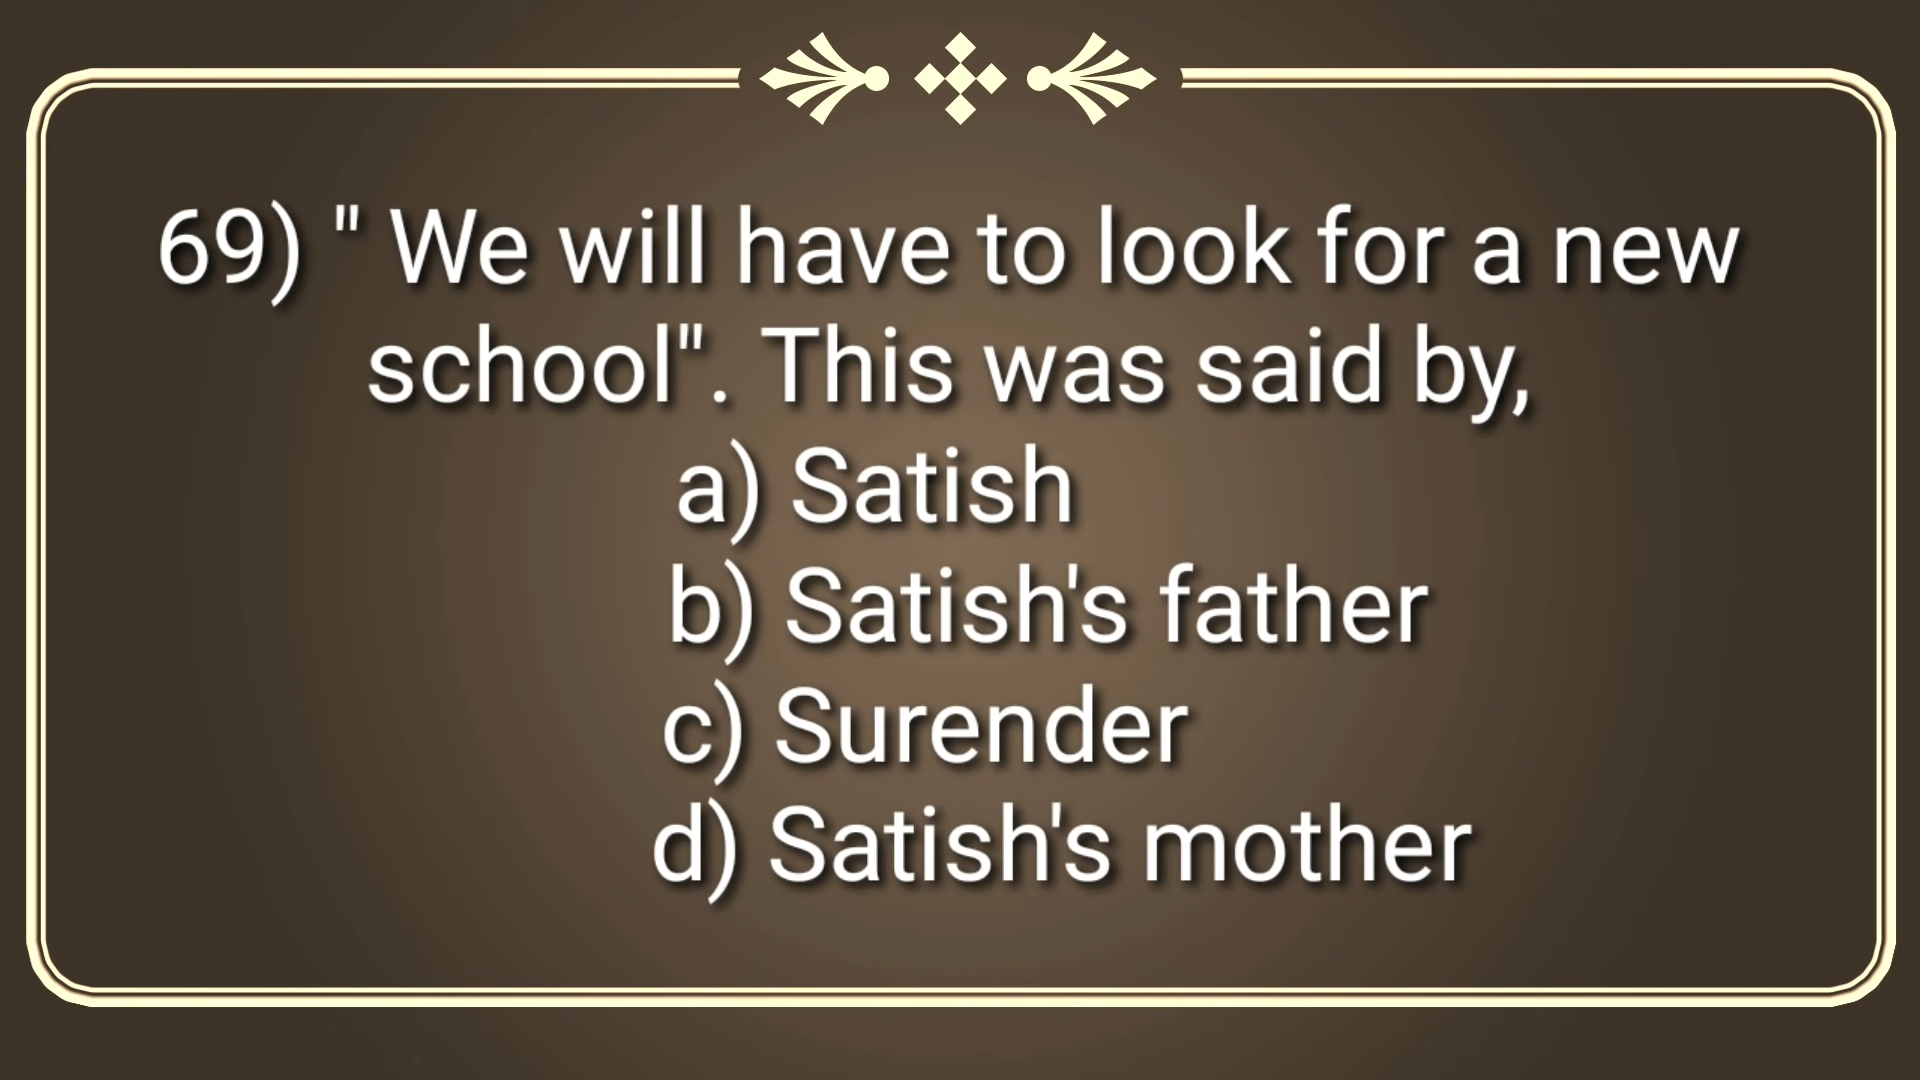 69) " We will have to look for a new
school". This was said by,
a) Satish
b) Satish's father
c) Surender
d) Satish's mother